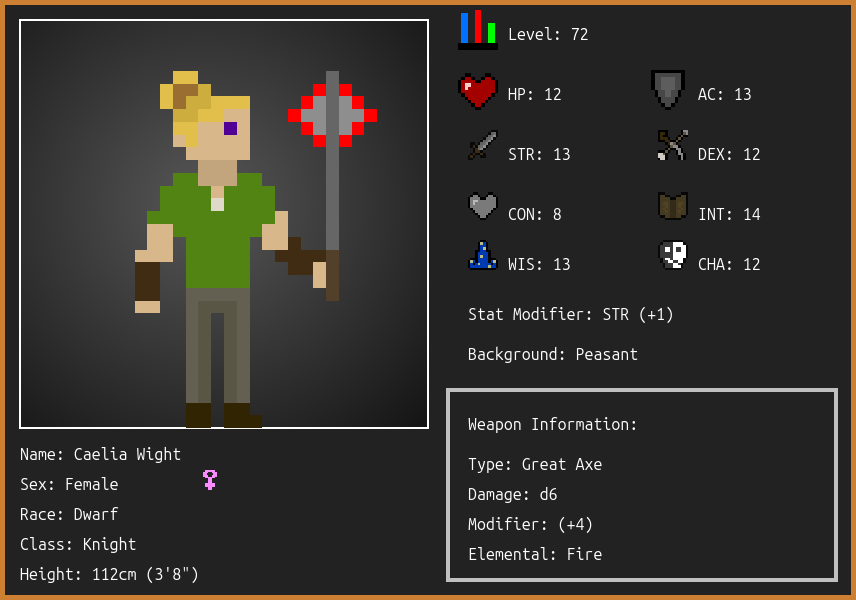 Level: 72
HP: 12
AC: 13
STR: 13
DEX: 12
CON: 8
INT: 14
WIS: 13
CHA: 12
Stat Modifier: STR (+1)
Background: Peasant
Weapon Information:
Type: Great Axe
Damage: d6
Modifier: (+4)
Elemental: Fire
Name: Caelia Wight
Sex: Female
Race: Dwarf
Class: Knight
Height: 112cm (3'8")